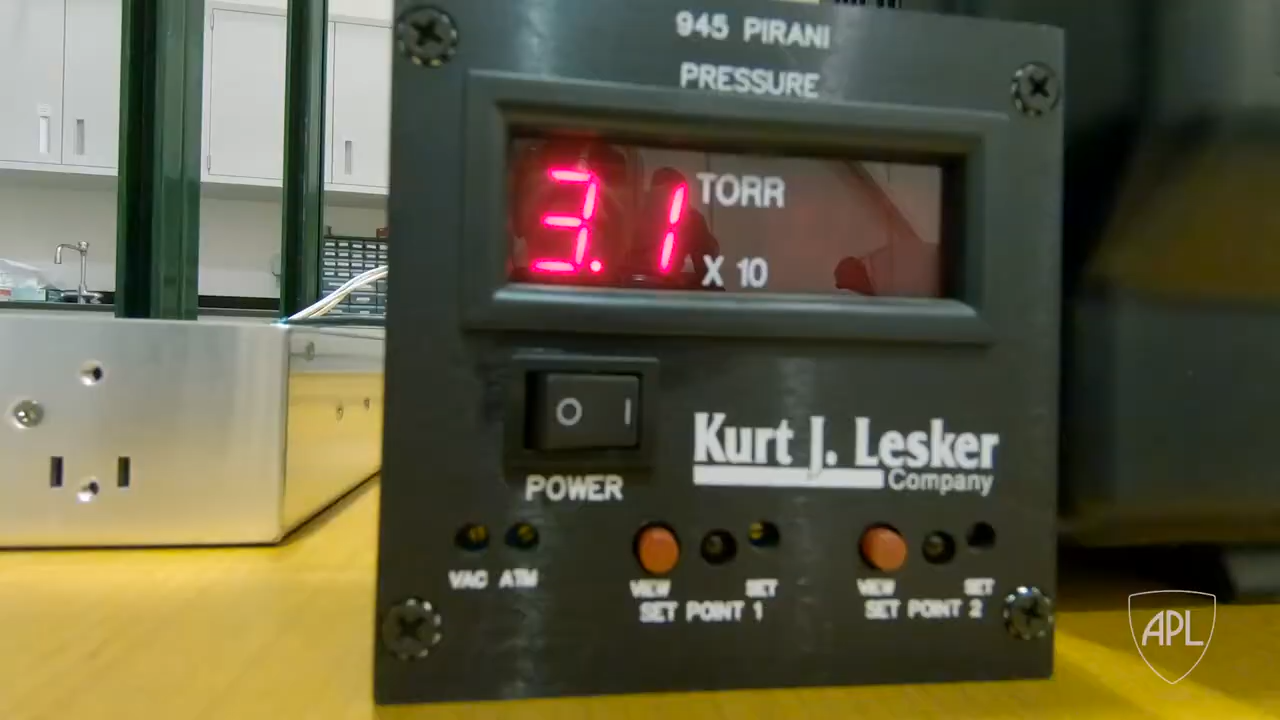 945 PIRANI
PRESSURE
3.1 TORR
X 10
O I
POWER
Kurt J. Lesker
Company
VAC ATM
VIEW SET
SET POINT 1
VIEW SET
SET POINT 2
APL